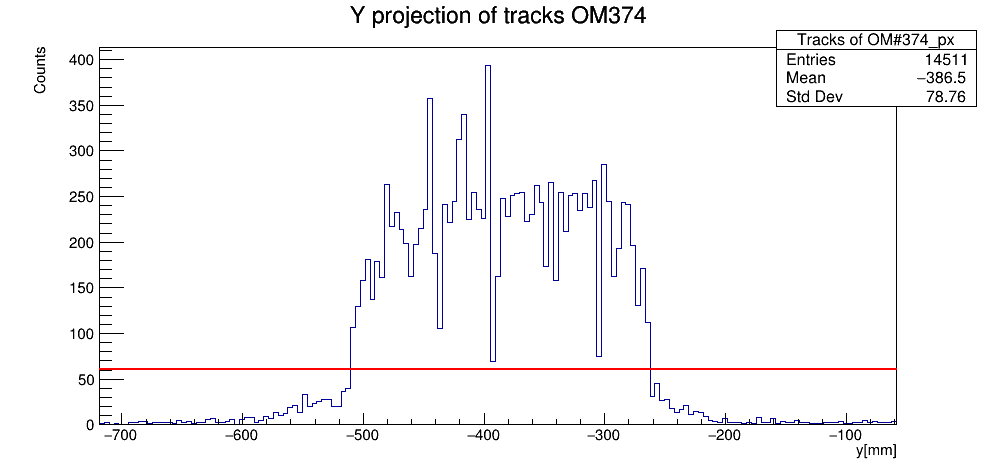 Y projection of tracks OM374
Tracks of OM#374_px
Entries 14511
Mean −386.5
Std Dev 78.76
Counts
400
350
300
250
200
150
100
50
0
−700 −600 −500 −400 −300 −200 −100
y[mm]